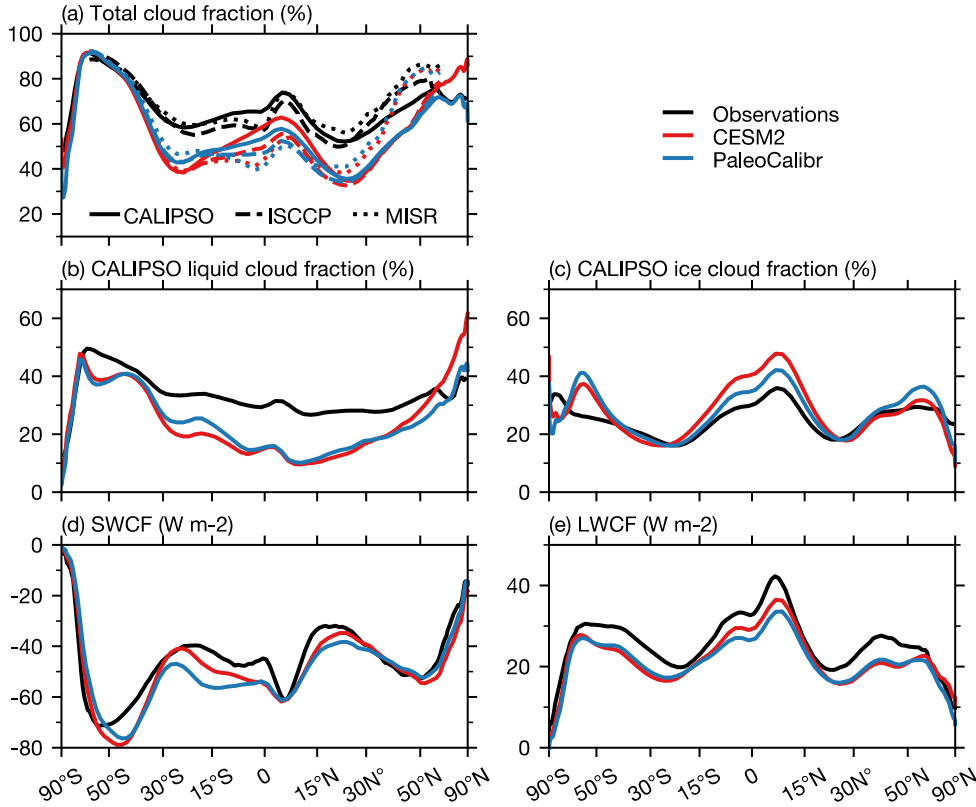 (a) Total cloud fraction (%)
100
80
60
40
20
CALIPSO ISCCP MISR
Observations
CESM2
PaleoCalibr
(b) CALIPSO liquid cloud fraction (%)
60
40
20
0
(c) CALIPSO ice cloud fraction (%)
60
40
20
0
(d) SWCF (W m-2)
0
-20
-40
-60
-80
90°S 50°S 30°S 15°S 0 15°N 30N° 50°N 90°N
(e) LWCF (W m-2)
40
20
0
90°S 50°S 30°S 15°S 0 15°N 30N° 50°N 90°N